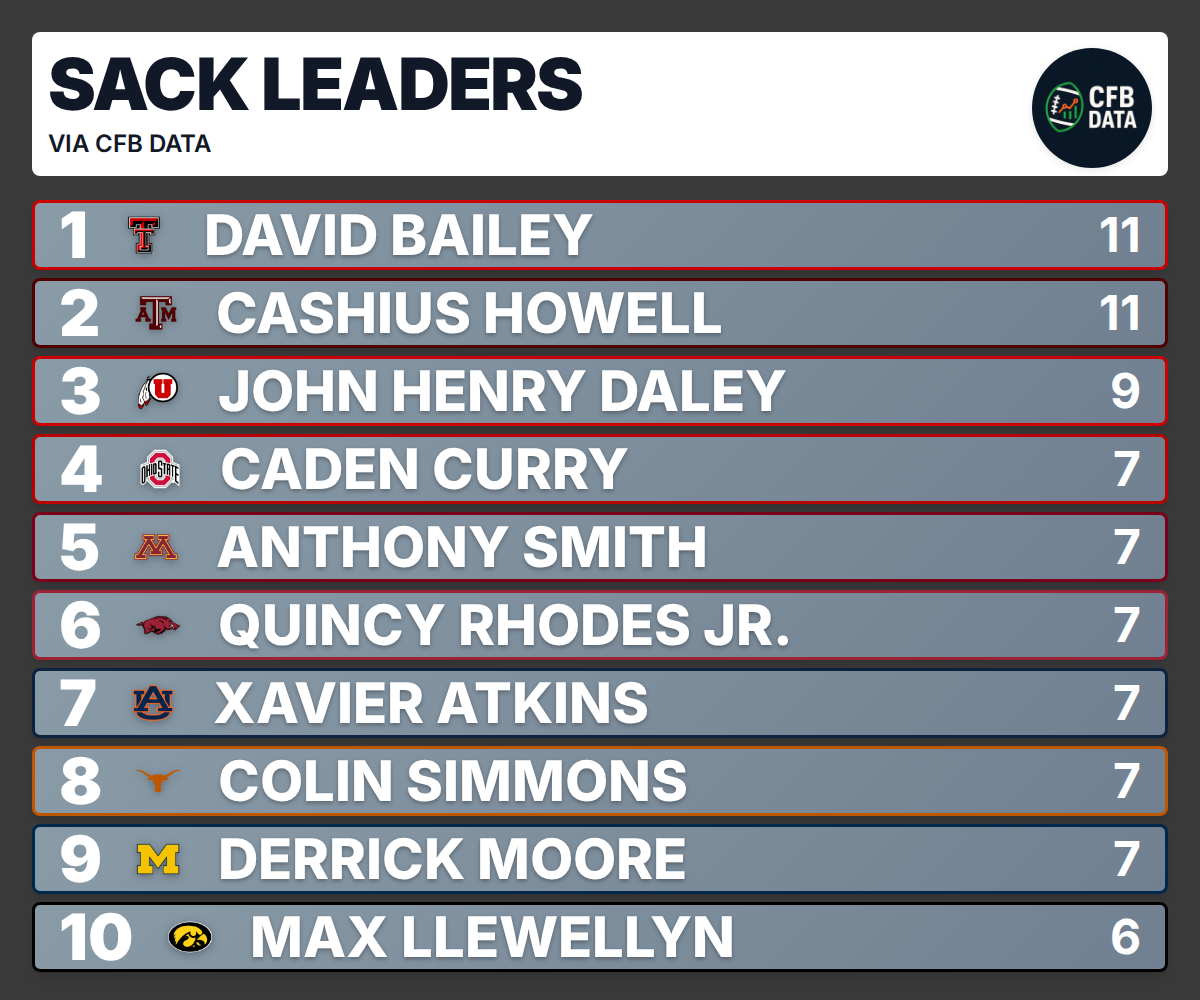 SACK LEADERS
VIA CFB DATA
CFB
DATA
1 DAVID BAILEY 11
2 CASHIUS HOWELL 11
3 JOHN HENRY DALEY 9
4 CADEN CURRY 7
5 ANTHONY SMITH 7
6 QUINCY RHODES JR. 7
7 XAVIER ATKINS 7
8 COLIN SIMMONS 7
9 DERRICK MOORE 7
10 MAX LLEWELLYN 6
T
ATM
U
OHIO STATE
M
AU
M